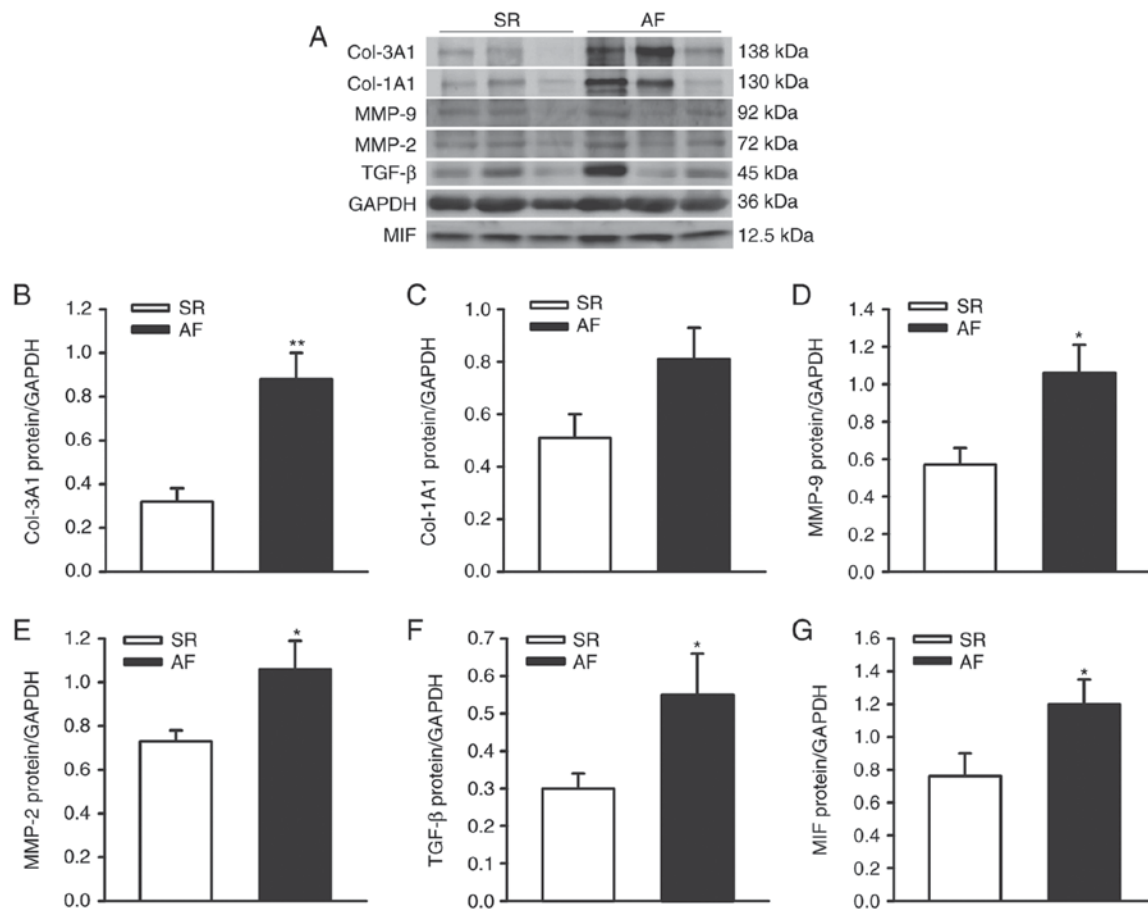 SR AF
A
Col-3A1 138 kDa
Col-1A1 130 kDa
MMP-9 92 kDa
MMP-2 72 kDa
TGF-β 45 kDa
GAPDH 36 kDa
MIF 12.5 kDa
B
SR
AF
Col-3A1 protein/GAPDH
1.2
1.0
0.8
0.6
0.4
0.2
0.0
**
C
SR
AF
Col-1A1 protein/GAPDH
1.0
0.8
0.6
0.4
0.2
0.0
D
SR
AF
MMP-9 protein/GAPDH
1.4
1.2
1.0
0.8
0.6
0.4
0.2
0.0
*
E
SR
AF
MMP-2 protein/GAPDH
1.2
1.0
0.8
0.6
0.4
0.2
0.0
*
F
SR
AF
TGF-β protein/GAPDH
0.7
0.6
0.5
0.4
0.3
0.2
0.1
0.0
*
G
SR
AF
MIF protein/GAPDH
1.6
1.4
1.2
1.0
0.8
0.6
0.4
0.2
0.0
*